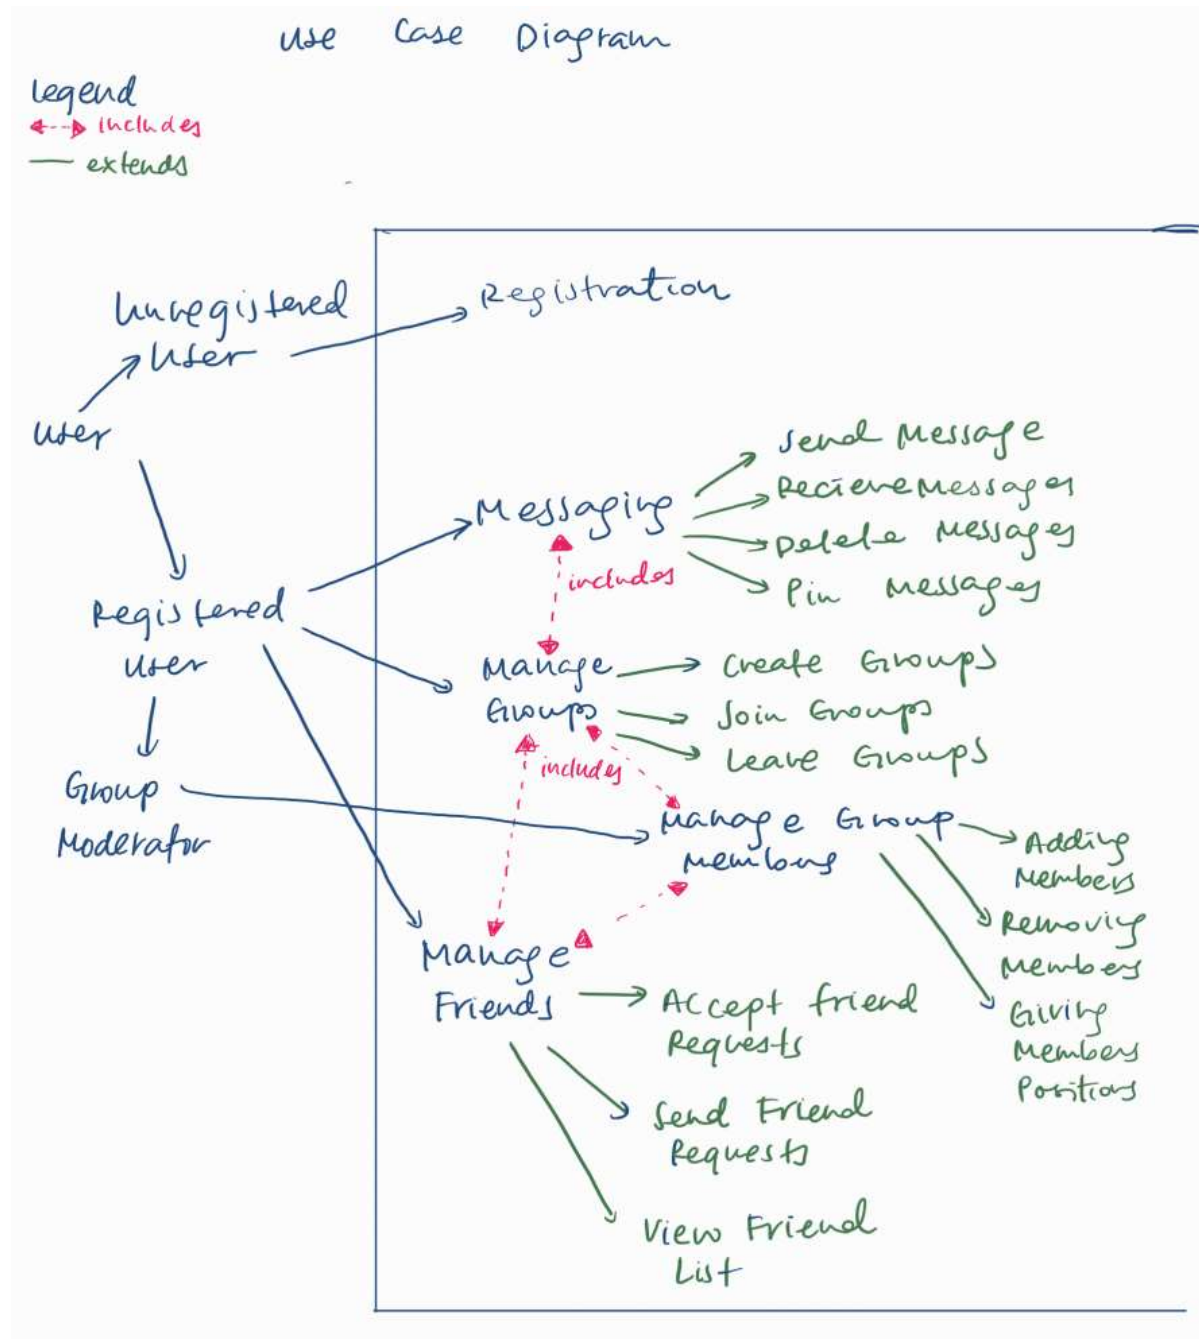 Use Case Diagram
Legend
includes
extends
Unregistered
User
Registration
User
Send Message
Messaging
Recieve Messages
Delete Messages
includes
Pin Messages
Registered
User
Manage
Groups
Create Groups
Join Groups
Leave Groups
includes
Group
Moderator
Manage Group
Members
Adding
Members
Removing
Members
Giving
Members
Positions
Manage
Friends
Accept friend
Requests
Send Friend
Requests
View Friend
List